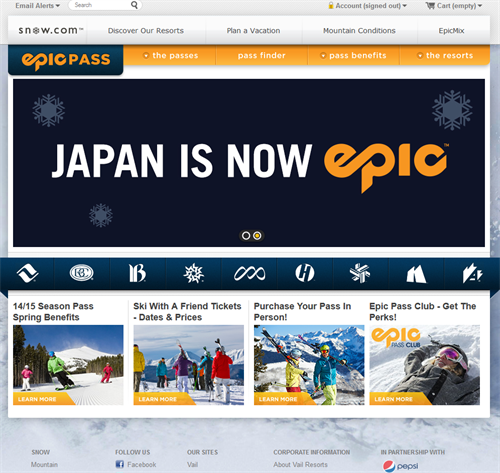 Email Alerts
Search
Account (signed out)
Cart (empty)
snow.com™
Discover Our Resorts
Plan a Vacation
Mountain Conditions
EpicMix
epic PASS
the passes
pass finder
pass benefits
the resorts
JAPAN IS NOW epic™
14/15 Season Pass
Spring Benefits
LEARN MORE
Ski With A Friend Tickets
- Dates & Prices
LEARN MORE
Purchase Your Pass In
Person!
LEARN MORE
Epic Pass Club - Get The
Perks!
epic
PASS CLUB
LEARN MORE
SNOW
Mountain
FOLLOW US
Facebook
OUR SITES
Vail
CORPORATE INFORMATION
About Vail Resorts
IN PARTNERSHIP WITH
pepsi